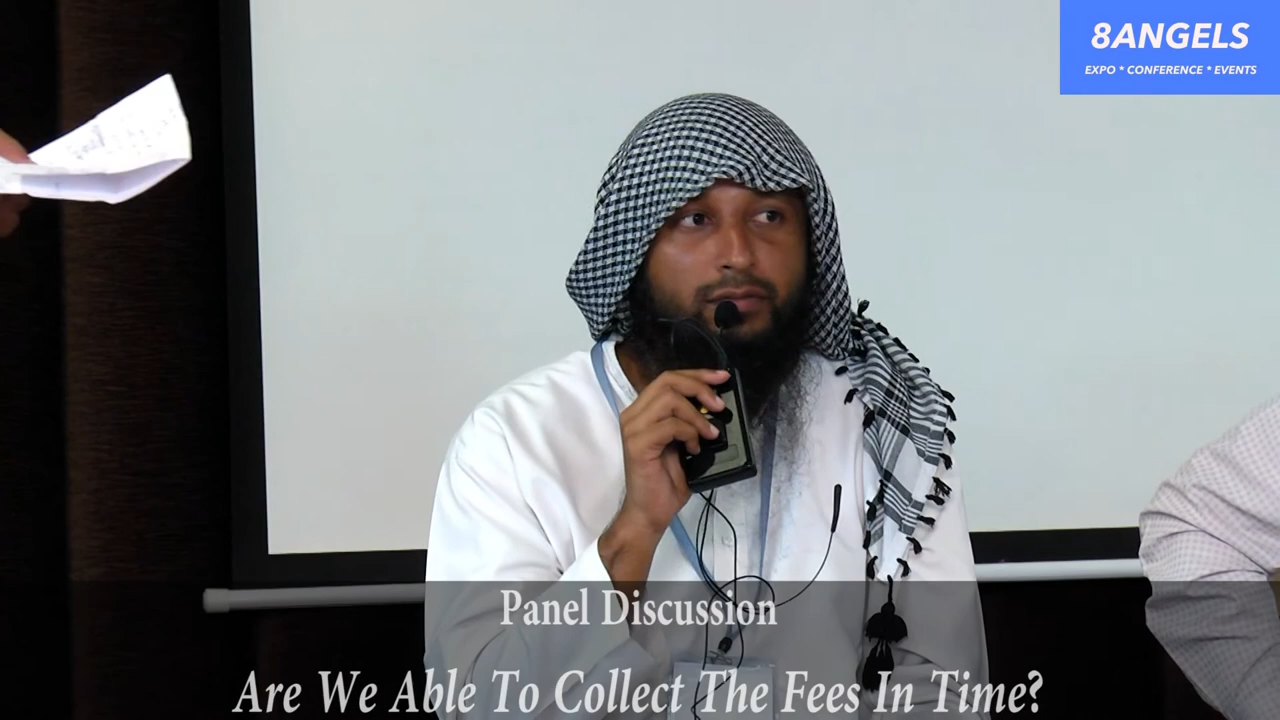 8ANGELS
EXPO * CONFERENCE * EVENTS
Panel Discussion
Are We Able To Collect The Fees In Time?